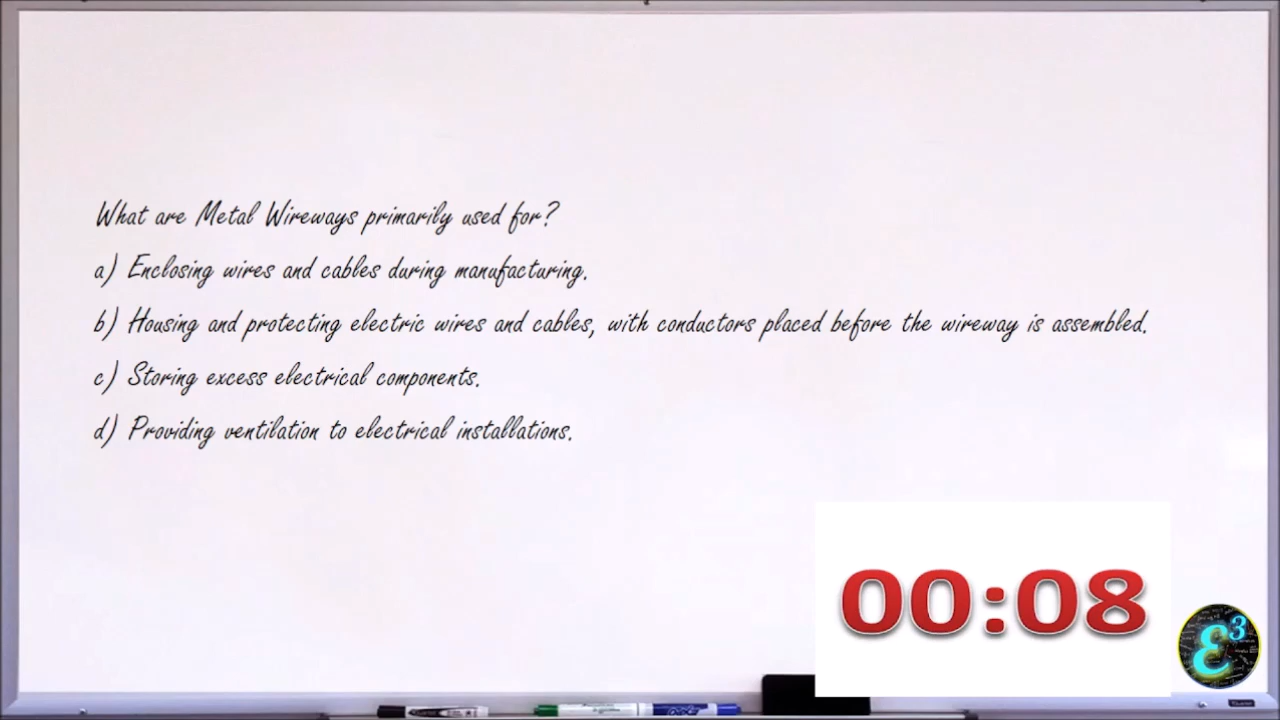 What are Metal Wireways primarily used for?
a) Enclosing wires and cables during manufacturing.
b) Housing and protecting electric wires and cables, with conductors placed before the wireway is assembled.
c) Storing excess electrical components.
d) Providing ventilation to electrical installations.
00:08
ε3